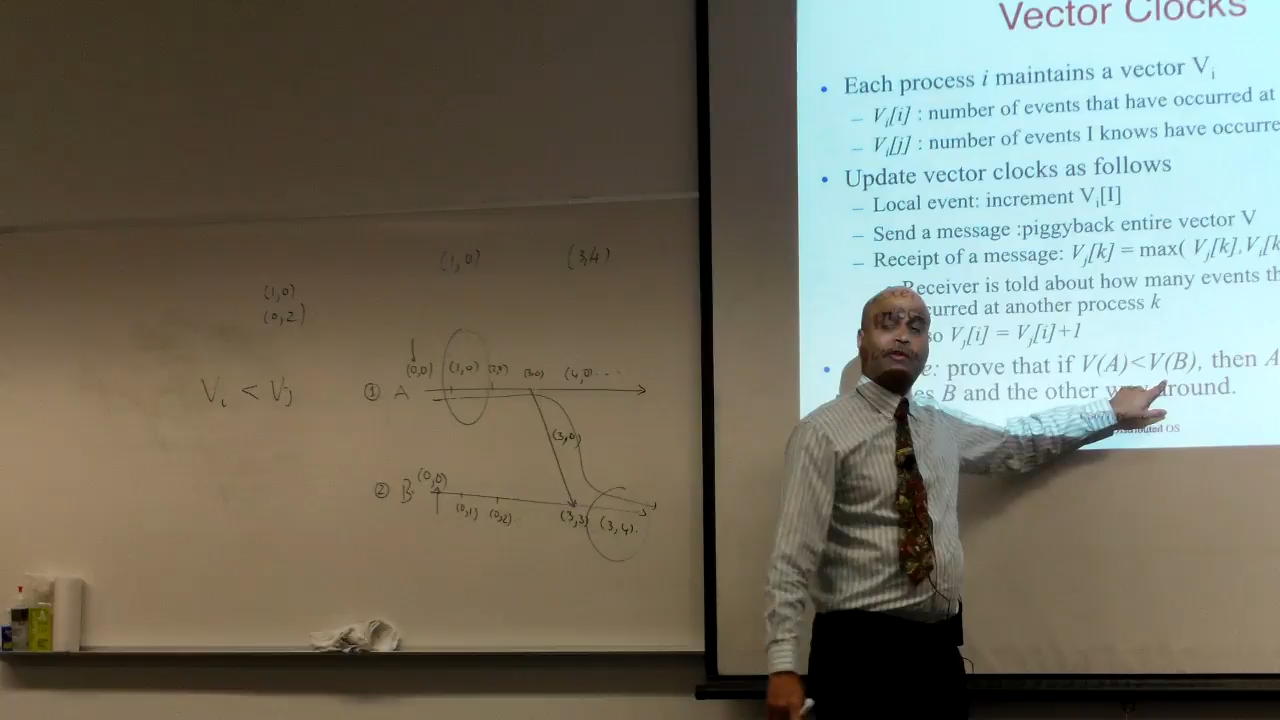 Vector Clocks
• Each process i maintains a vector Vi
– Vi[i] : number of events that have occurred at
– Vi[j] : number of events I knows have occurre
• Update vector clocks as follows
– Local event: increment Vi[I]
– Send a message :piggyback entire vector V
– Receipt of a message: Vj[k] = max( Vj[k],Vi[k
Receiver is told about how many events th
curred at another process k
so Vj[i] = Vj[i]+1
• e: prove that if V(A)<V(B), then A
es B and the other way around.
OS
(1,0) (3,4)
(1,0)
(0,2)
Vi < Vj
(0,0) (1,0) (3,0) (4,0)...
① A
(3,0)
② B (0,0)
(0,1) (0,2) (3,3) (3,4).